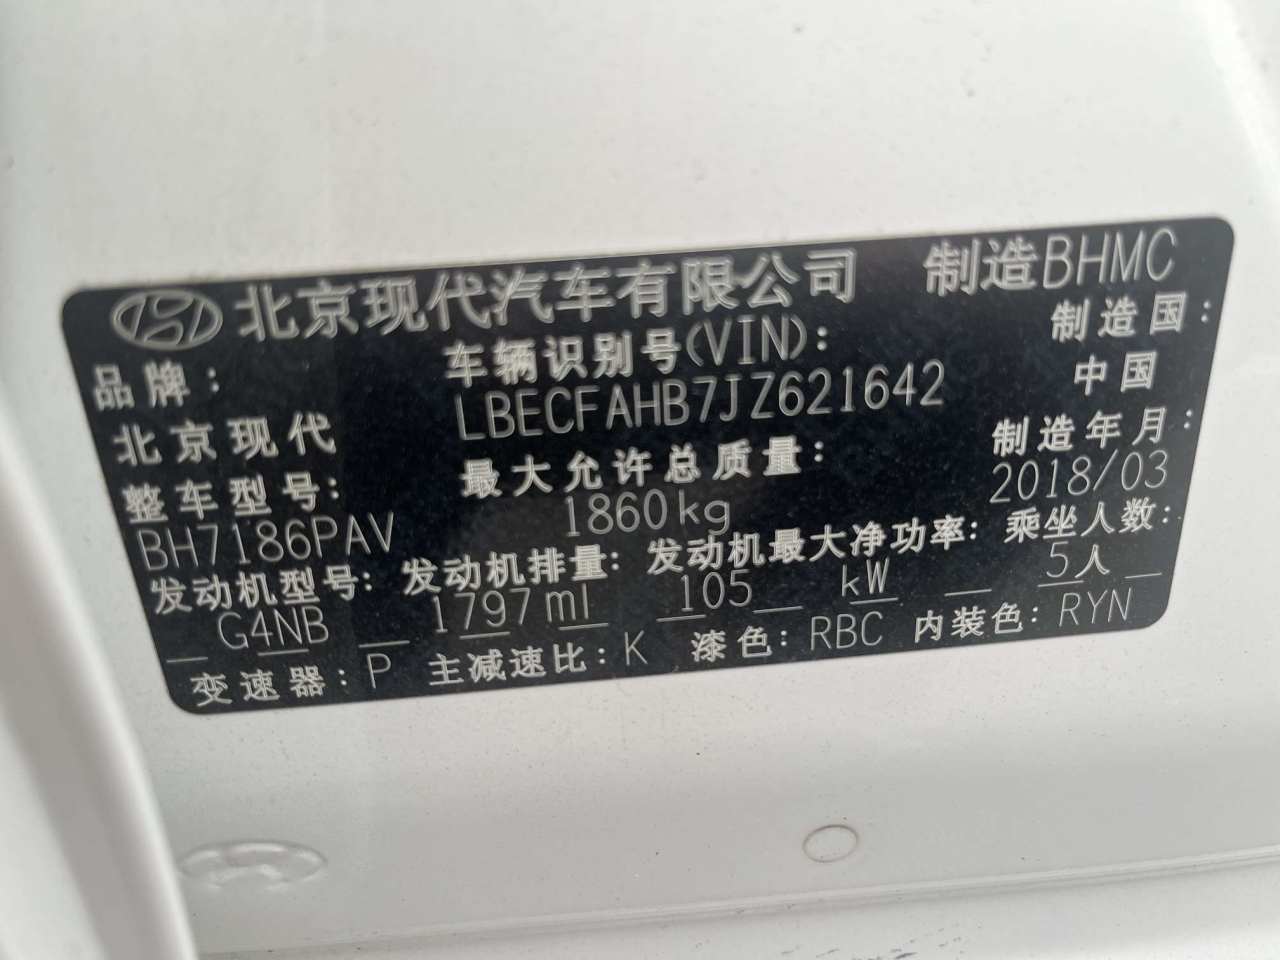 北京现代汽车有限公司 制造BHMC
品牌： 车辆识别号(VIN)： 制造国：
北京现代 LBECFAHB7JZ621642 中国
整车型号： 最大允许总质量： 制造年月：
BH7186PAV 1860kg 2018/03
发动机型号： 发动机排量： 发动机最大净功率： 乘坐人数：
G4NB 1797ml 105 kW 5人
变速器：P 主减速比：K 漆色：RBC 内装色：RYN